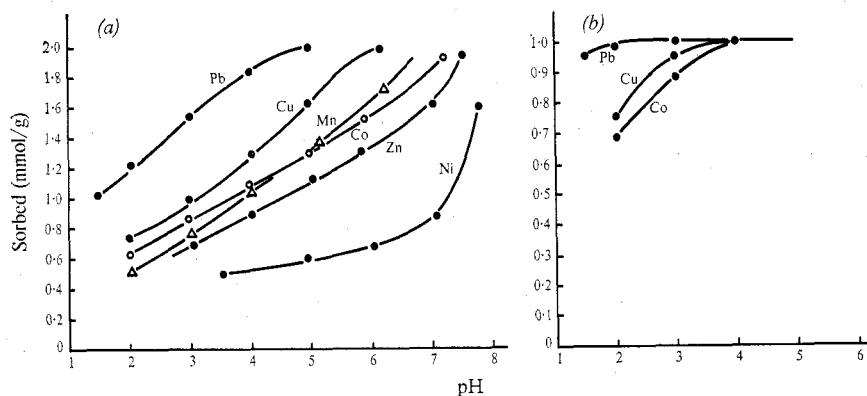 (a)
(b)
2·0
1·8
1·6
1·4
1·2
1·0
0·8
0·6
0·4
0·2
0
Sorbed (mmol/g)
Pb
Cu
Mn
Co
Zn
Ni
1 2 3 4 5 6 7 8
1·0
0·9
0·8
0·7
0·6
0·5
0·4
0·3
0·2
0·1
0
Pb
Cu
Co
1 2 3 4 5 6
pH